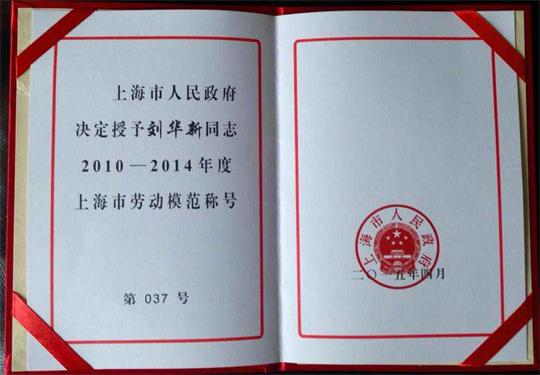 上海市人民政府
决定授予刘华新同志
2010—2014年度
上海市劳动模范称号
第 037 号
上海市人民政府
二〇一五年四月